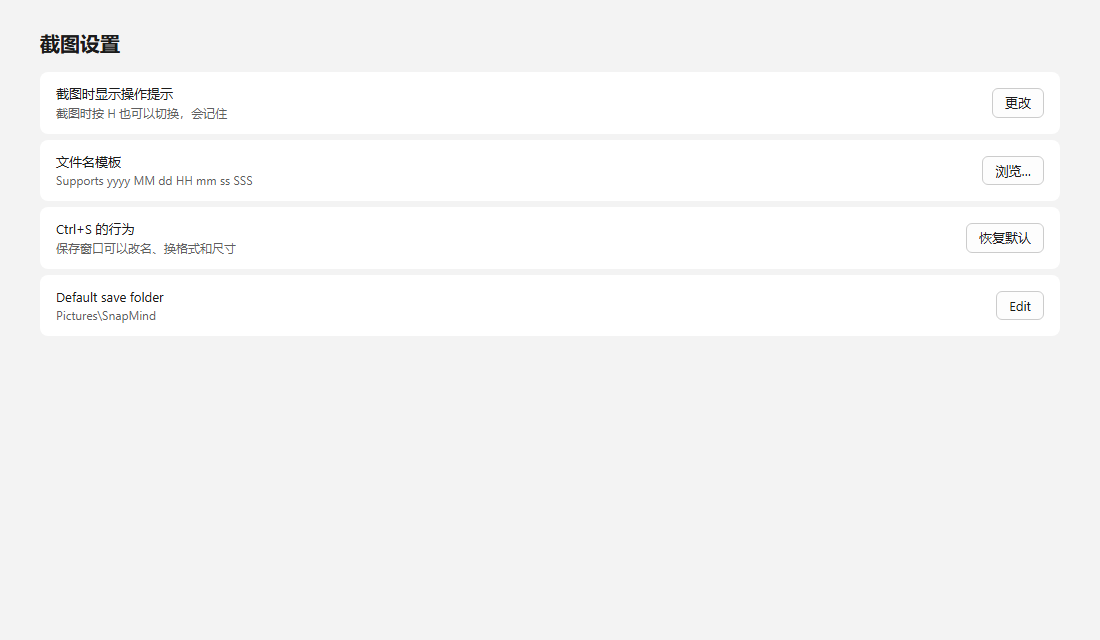 截图设置
截图时显示操作提示
截图时按 H 也可以切换，会记住
更改
文件名模板
Supports yyyy MM dd HH mm ss SSS
浏览...
Ctrl+S 的行为
保存窗口可以改名、换格式和尺寸
恢复默认
Default save folder
Pictures\SnapMind
Edit